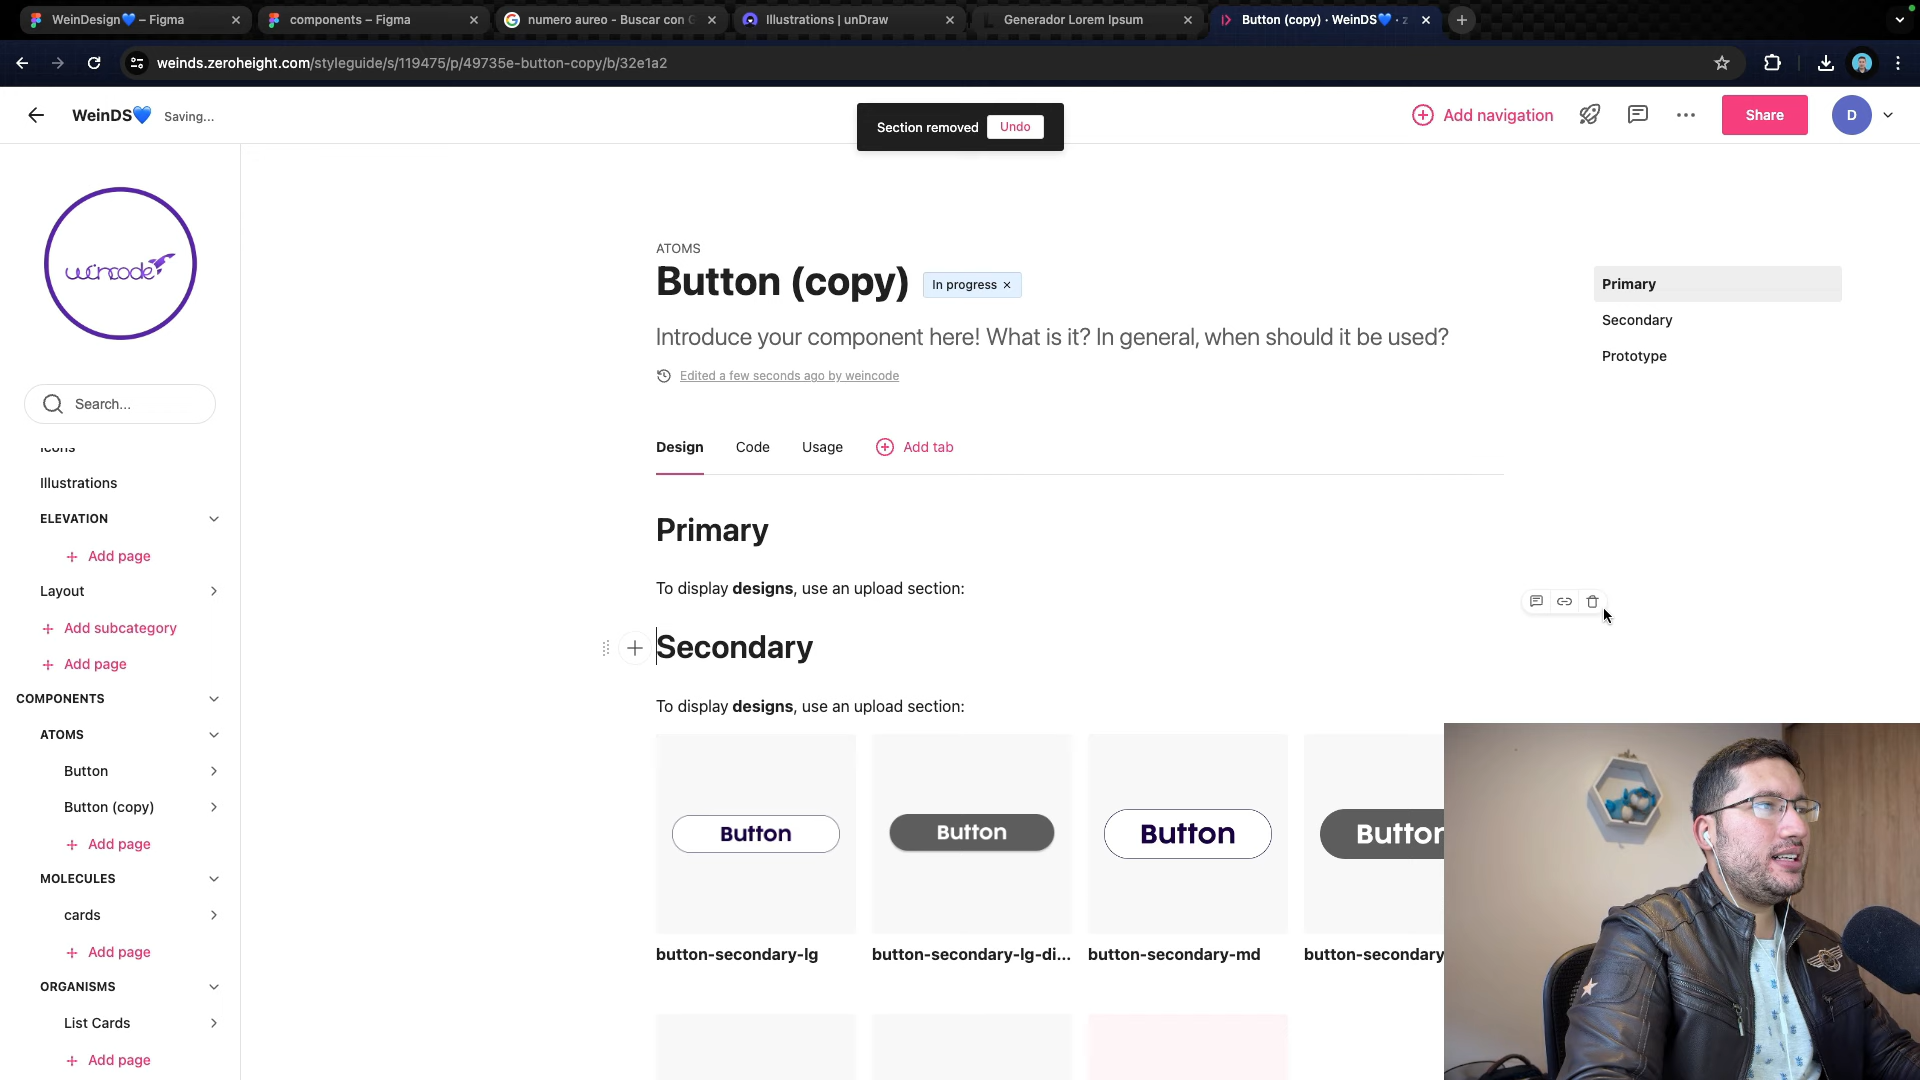 WeinDesign💙 – Figma
components – Figma
numero aureo - Buscar con G
Illustrations | unDraw
Generador Lorem Ipsum
Button (copy) · WeinDS💙 · z
weinds.zeroheight.com/styleguide/s/119475/p/49735e-button-copy/b/32e1a2
WeinDS💙 Saving...
Section removed Undo
Add navigation
Share
D
weincode
Search...
Icons
Illustrations
ELEVATION
Add page
Layout
Add subcategory
Add page
COMPONENTS
ATOMS
Button
Button (copy)
Add page
MOLECULES
cards
Add page
ORGANISMS
List Cards
Add page
ATOMS
Button (copy) In progress ×
Introduce your component here! What is it? In general, when should it be used?
Edited a few seconds ago by weincode
Design Code Usage Add tab
Primary
To display designs, use an upload section:
Secondary
To display designs, use an upload section:
Button
Button
Button
Button
button-secondary-lg
button-secondary-lg-di...
button-secondary-md
button-secondary
Primary
Secondary
Prototype